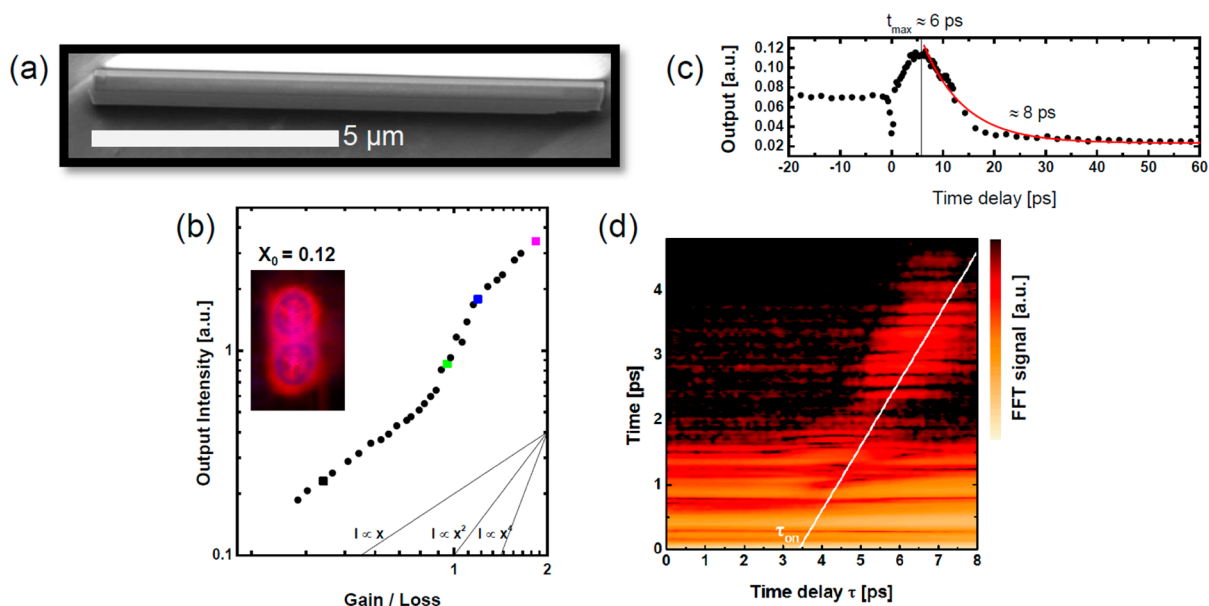 (a)
5 µm
(b)
X₀ = 0.12
Output Intensity [a.u.]
1
0.1
I ∝ x
I ∝ x²
I ∝ x⁴
1
2
Gain / Loss
(c)
t_max ≈ 6 ps
Output [a.u.]
0.12
0.10
0.08
0.06
0.04
0.02
≈ 8 ps
-20
-10
0
10
20
30
40
50
60
Time delay [ps]
(d)
Time [ps]
4
3
2
1
0
τ_on
0
1
2
3
4
5
6
7
8
Time delay τ [ps]
FFT signal [a.u.]